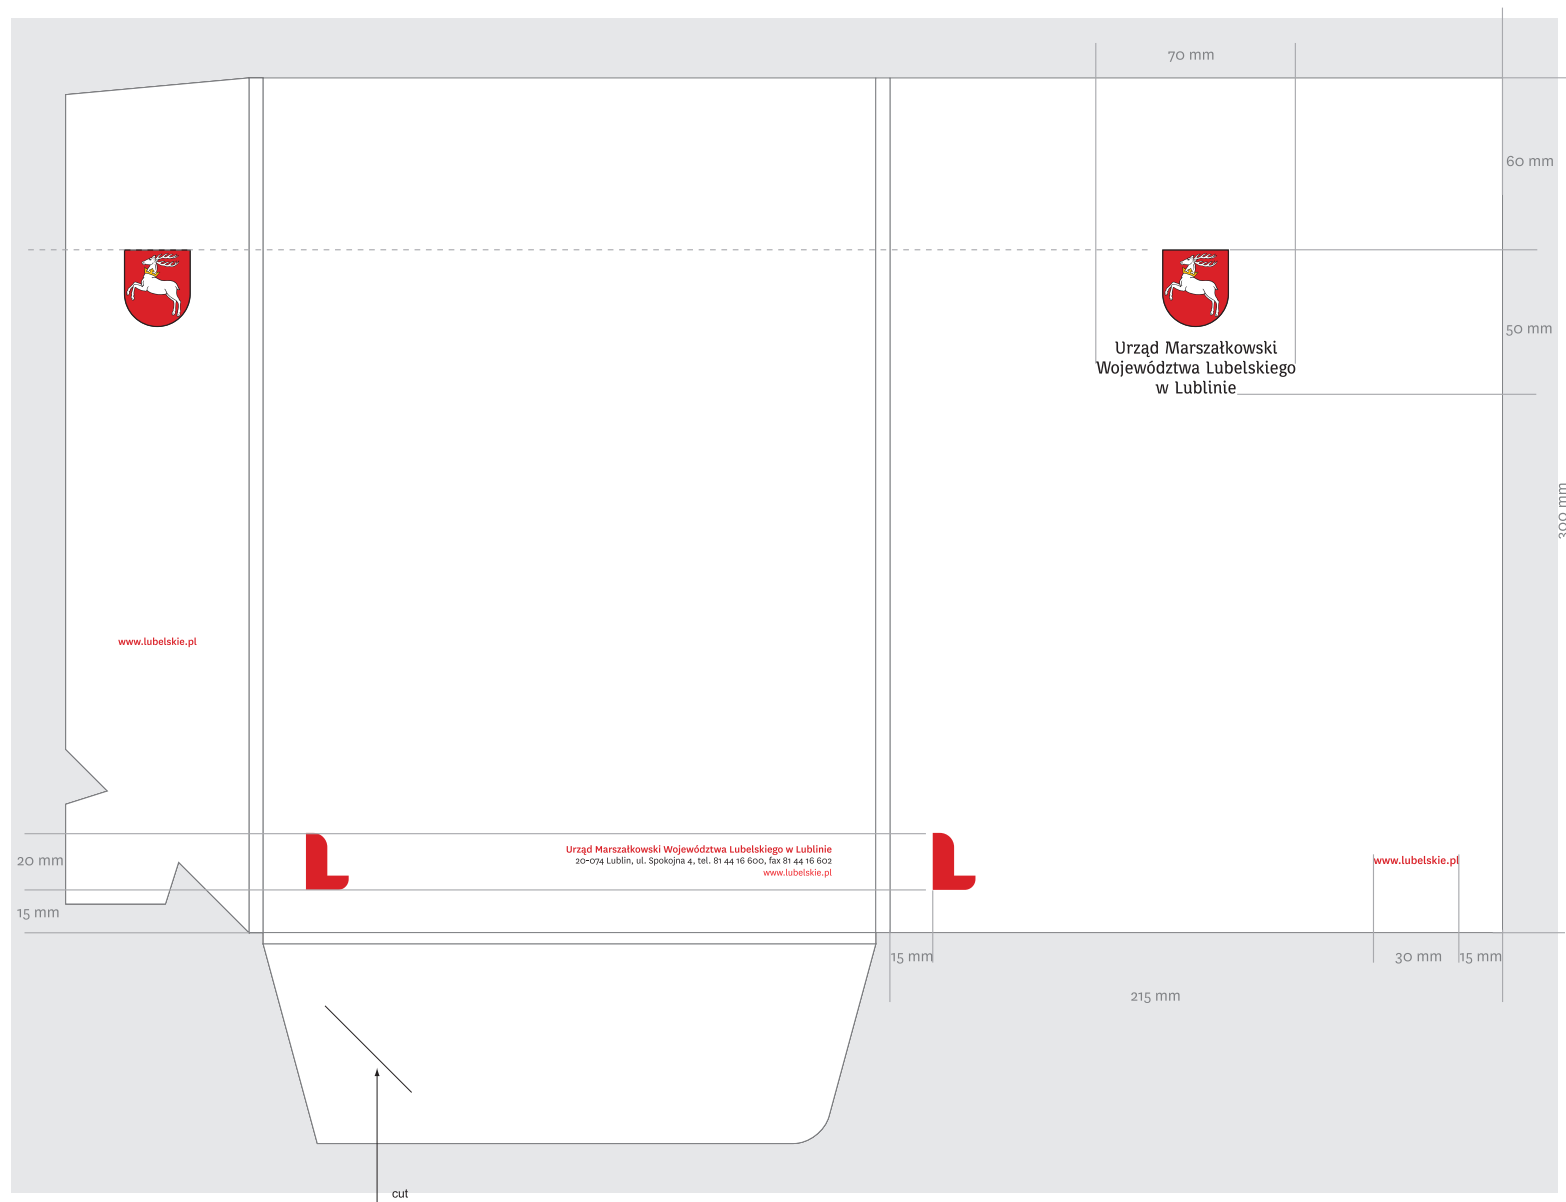 70 mm
60 mm
50 mm
Urząd Marszałkowski
Województwa Lubelskiego
w Lublinie
300 mm
www.lubelskie.pl
20 mm
15 mm
L
Urząd Marszałkowski Województwa Lubelskiego w Lublinie
20-074 Lublin, ul. Spokojna 4, tel. 81 44 16 600, fax 81 44 16 602
www.lubelskie.pl
L
www.lubelskie.pl
15 mm
30 mm
15 mm
215 mm
cut